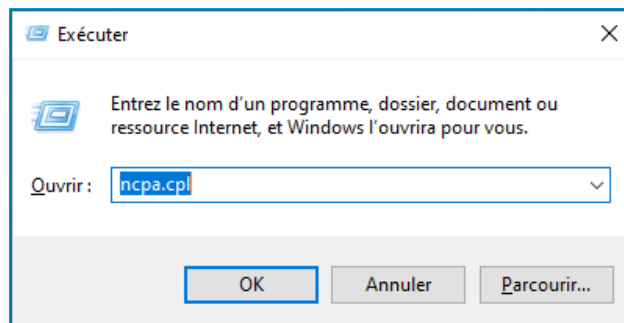 Exécuter
Entrez le nom d'un programme, dossier, document ou
ressource Internet, et Windows l'ouvrira pour vous.
Ouvrir :
ncpa.cpl
OK
Annuler
Parcourir...